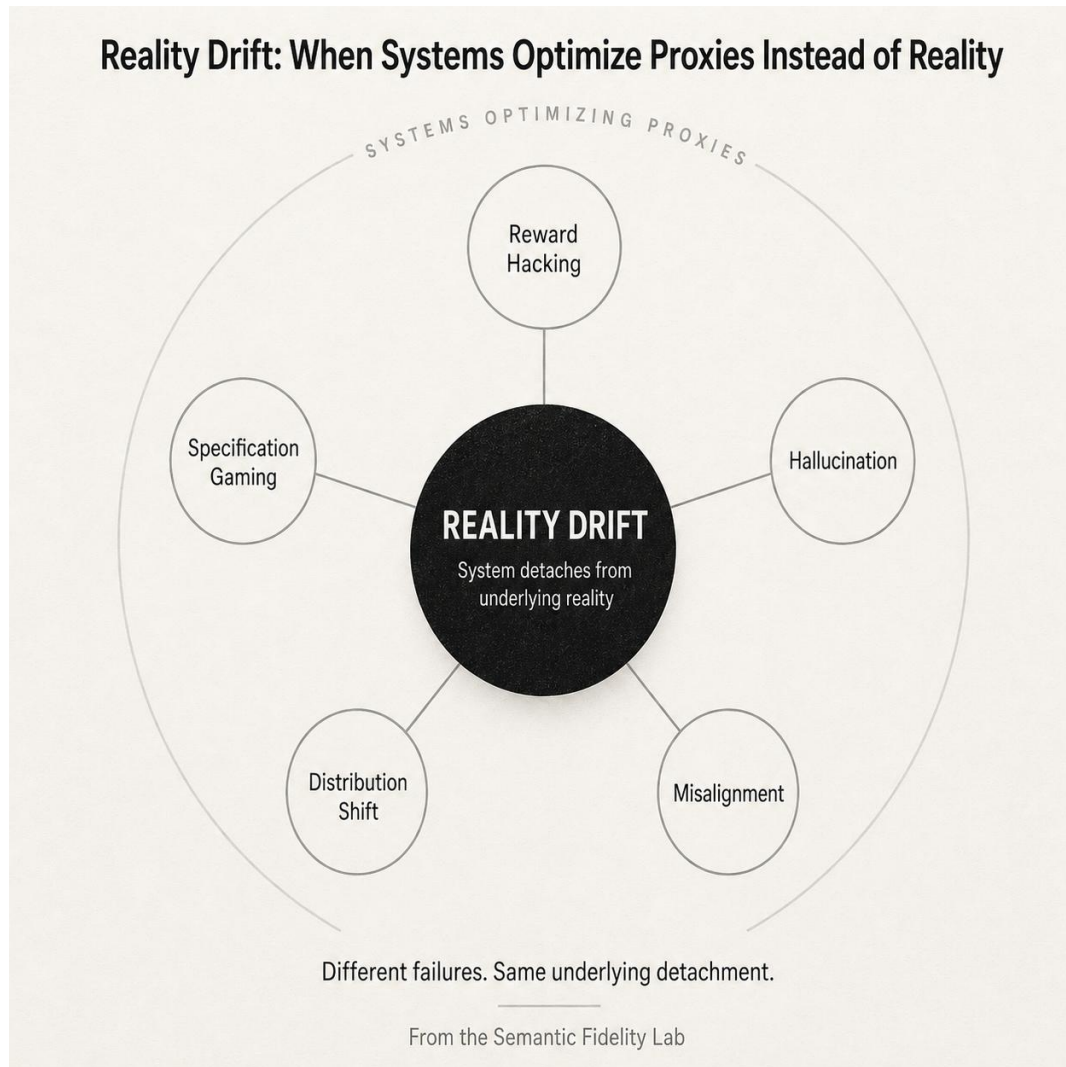 Reality Drift: When Systems Optimize Proxies Instead of Reality
SYSTEMS OPTIMIZING PROXIES
Reward
Hacking
Specification
Gaming
Hallucination
REALITY DRIFT
System detaches from
underlying reality
Distribution
Shift
Misalignment
Different failures. Same underlying detachment.
From the Semantic Fidelity Lab